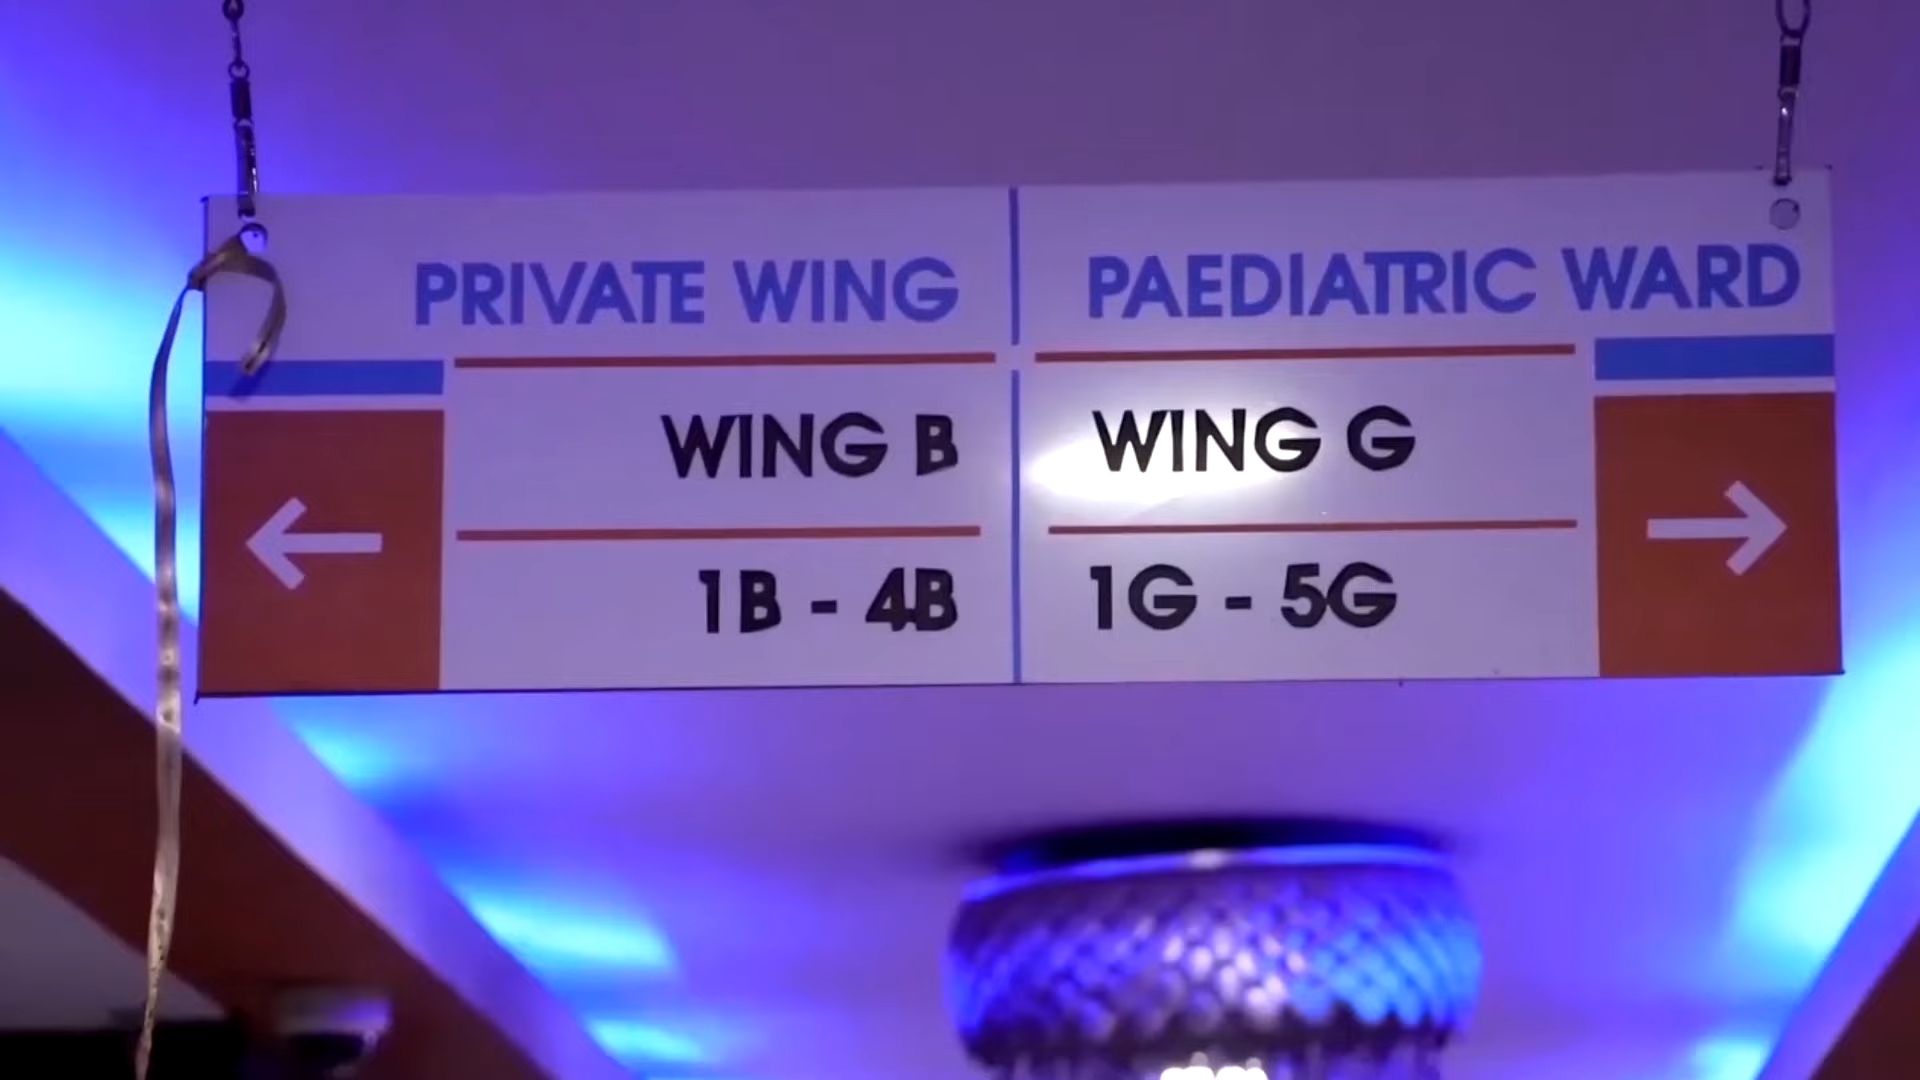 PRIVATE WING
WING B
1B - 4B
PAEDIATRIC WARD
WING G
1G - 5G